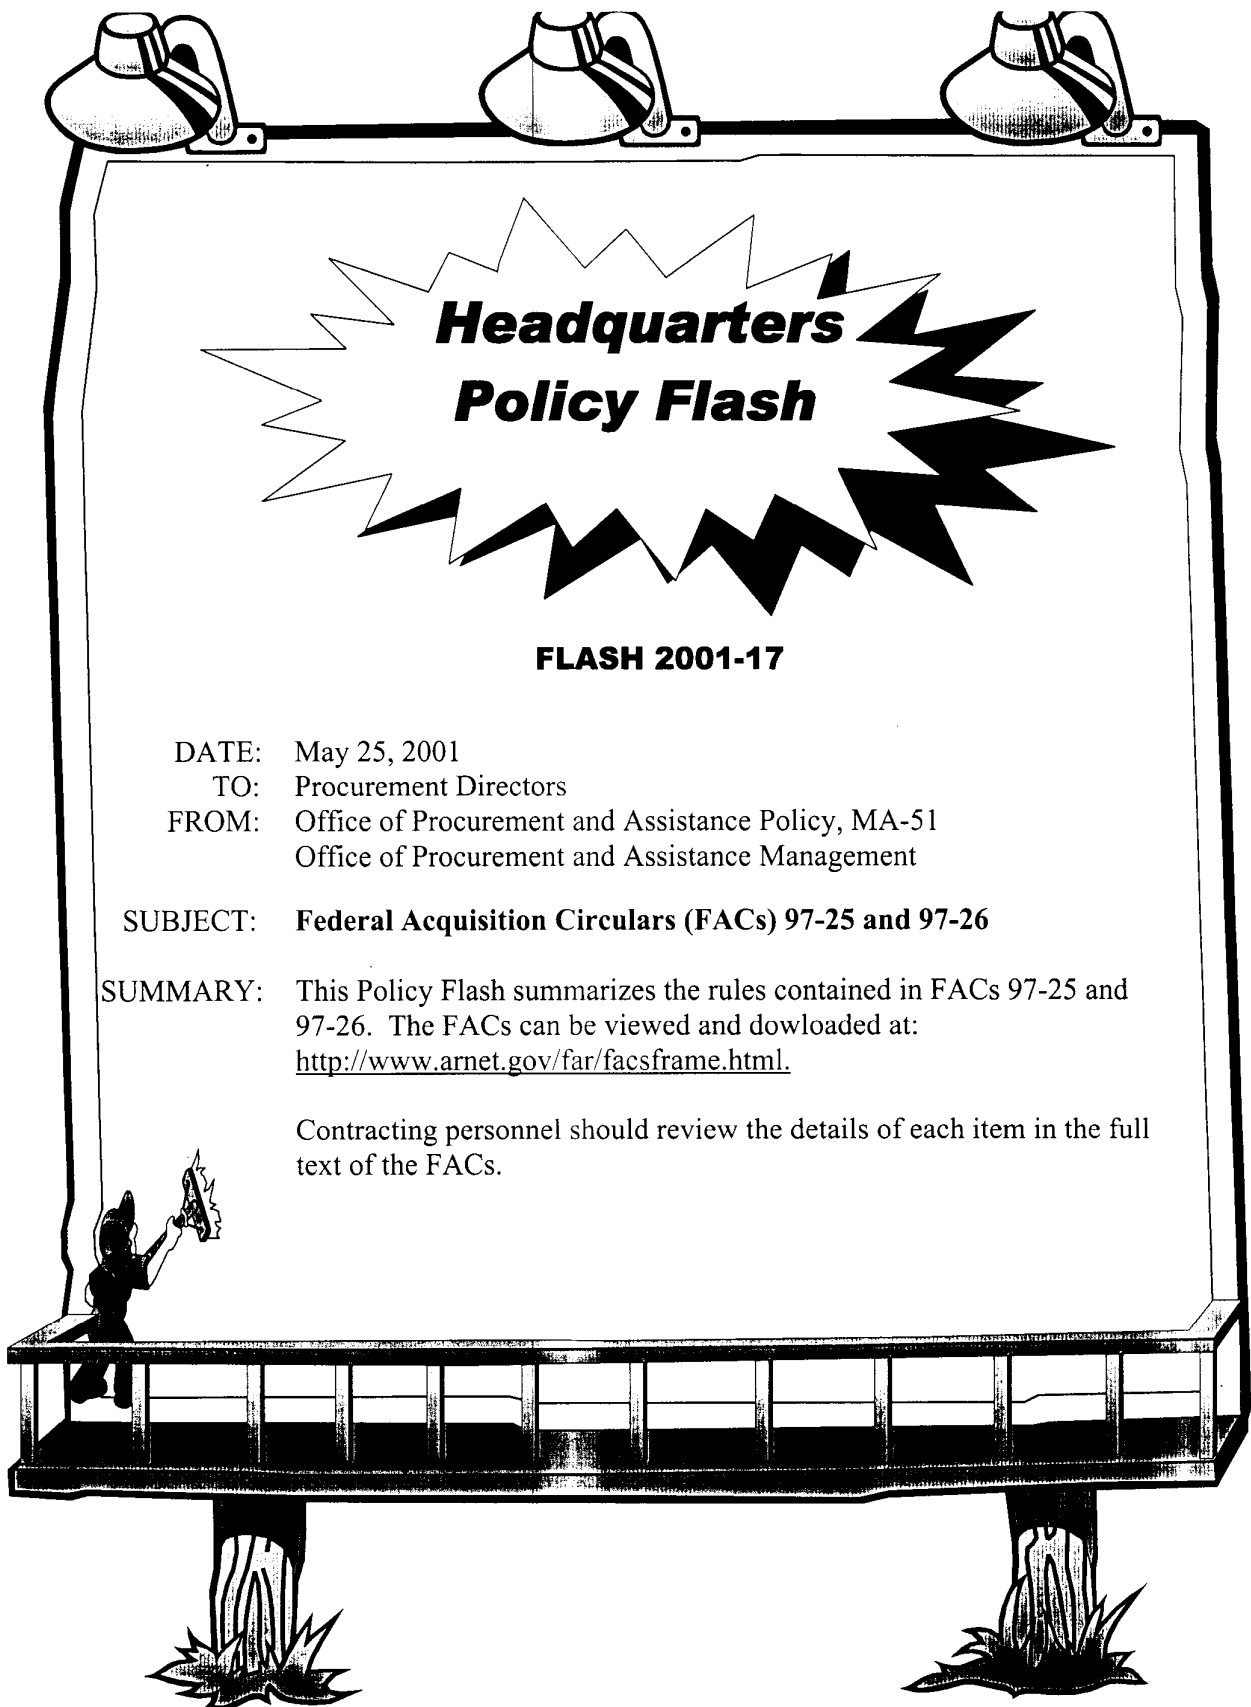 Headquarters
Policy Flash
FLASH 2001-17
DATE: May 25, 2001
TO: Procurement Directors
FROM: Office of Procurement and Assistance Policy, MA-51
Office of Procurement and Assistance Management
SUBJECT: Federal Acquisition Circulars (FACs) 97-25 and 97-26
SUMMARY: This Policy Flash summarizes the rules contained in FACs 97-25 and
97-26. The FACs can be viewed and dowloaded at:
http://www.arnet.gov/far/facsframe.html.
Contracting personnel should review the details of each item in the full
text of the FACs.